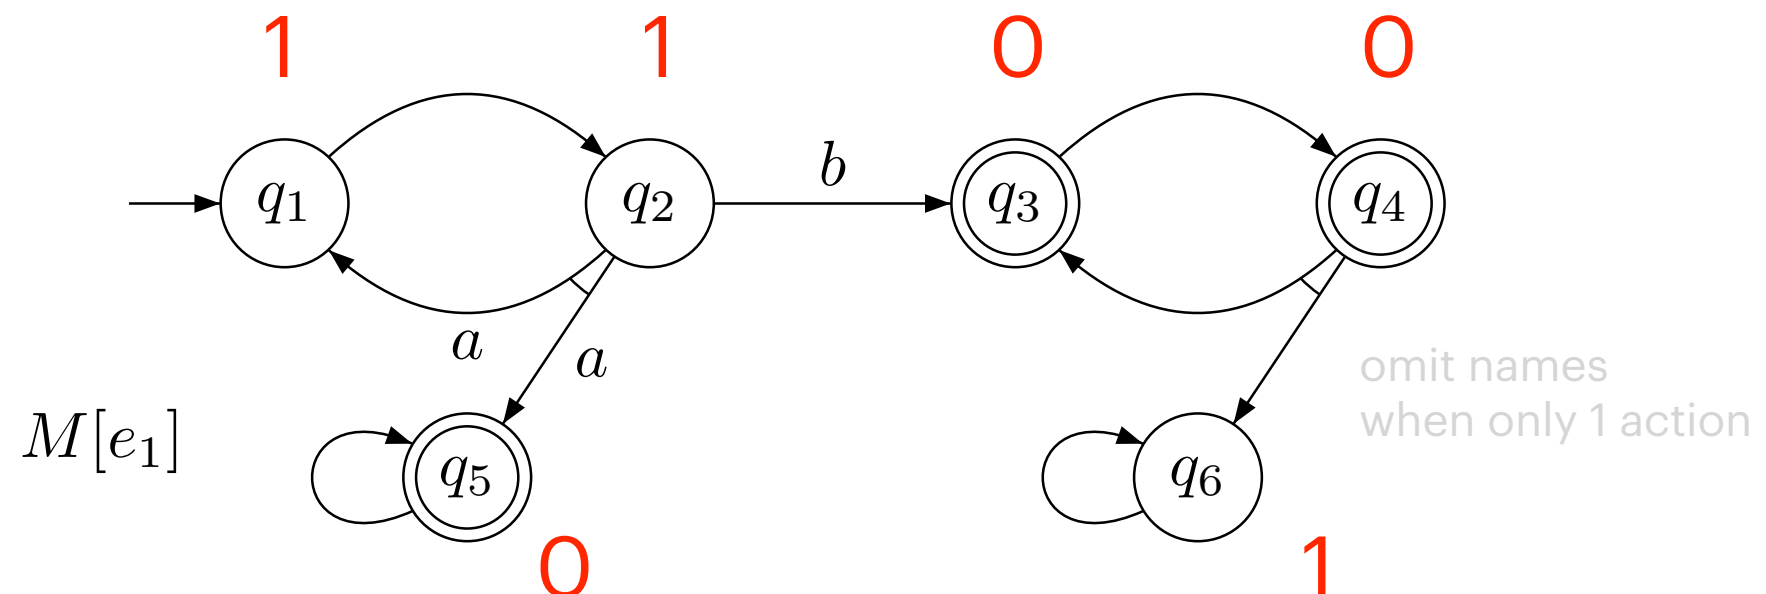 1 1 0 0
b
q₁ q₂ q₃ q₄
a
a
omit names
when only 1 action
M[e₁]
q₅ q₆
0 1